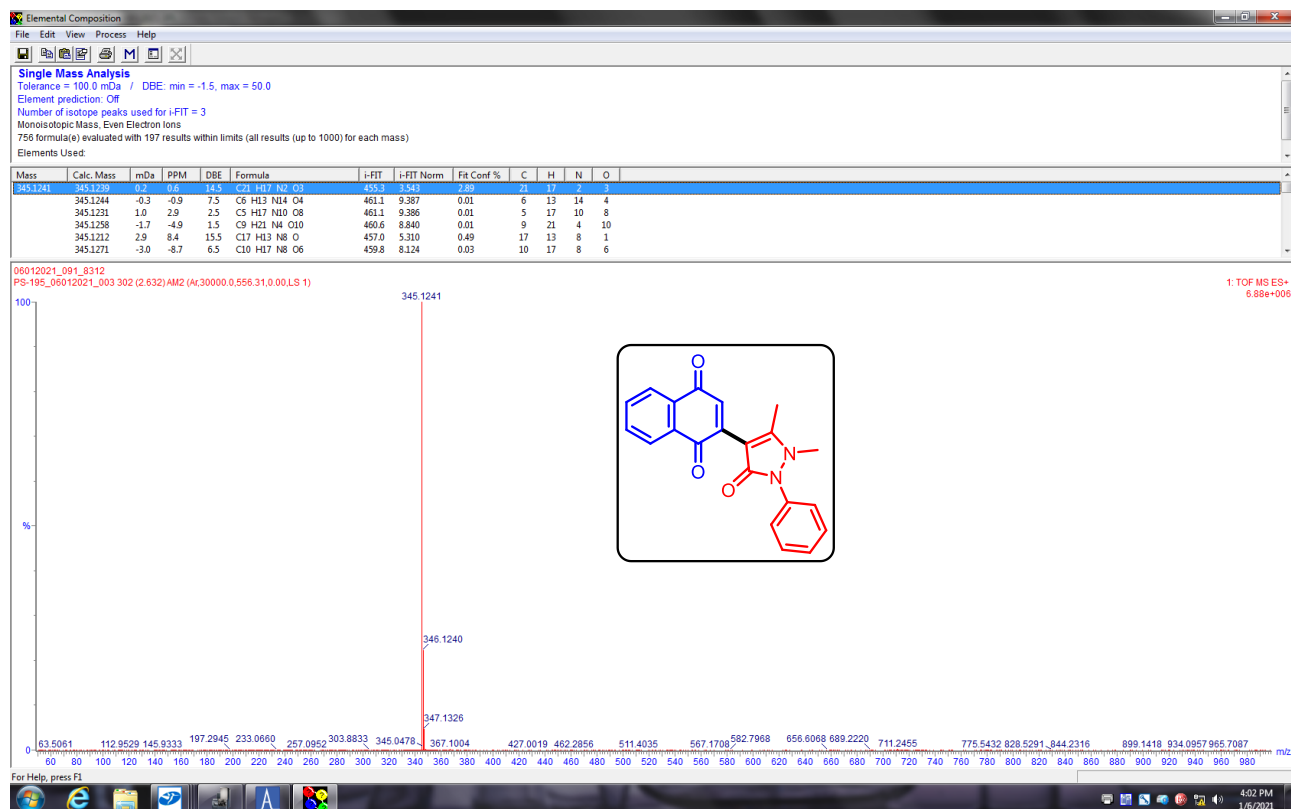 Elemental Composition
File Edit View Process Help
M
Single Mass Analysis
Tolerance = 100.0 mDa / DBE: min = -1.5, max = 50.0
Element prediction: Off
Number of isotope peaks used for i-FIT = 3
Monoisotopic Mass, Even Electron Ions
756 formula(e) evaluated with 197 results within limits (all results (up to 1000) for each mass)
Elements Used:
Mass Calc. Mass mDa PPM DBE Formula i-FIT i-FIT Norm Fit Conf % C H N O
345.1241 345.1239 0.2 0.6 14.5 C21 H17 N2 O3 455.3 3.543 2.89 21 17 2 3
345.1244 -0.3 -0.9 7.5 C6 H13 N14 O4 461.1 9.387 0.01 6 13 14 4
345.1231 1.0 2.9 2.5 C5 H17 N10 O8 461.1 9.386 0.01 5 17 10 8
345.1258 -1.7 -4.9 1.5 C9 H21 N4 O10 460.6 8.840 0.01 9 21 4 10
345.1212 2.9 8.4 15.5 C17 H13 N8 O 457.0 5.310 0.49 17 13 8 1
345.1271 -3.0 -8.7 6.5 C10 H17 N8 O6 459.8 8.124 0.03 10 17 8 6
06012021_091_8312
PS-195_06012021_003 302 (2.632) AM2 (Ar,30000.0,556.31,0.00,LS 1)
1: TOF MS ES+
6.88e+006
100
345.1241
O
O
N
N
O
%
346.1240
347.1326
0
63.5061 112.9529 145.9333 197.2945 233.0660 257.0952 303.8833 345.0478 367.1004 427.0019 462.2856 511.4035 567.1708 582.7968 656.6068 689.2220 711.2455 775.5432 828.5291 844.2316 899.1418 934.0957 965.7087
m/z
60 80 100 120 140 160 180 200 220 240 260 280 300 320 340 360 380 400 420 440 460 480 500 520 540 560 580 600 620 640 660 680 700 720 740 760 780 800 820 840 860 880 900 920 940 960 980
For Help, press F1
4:02 PM
1/6/2021